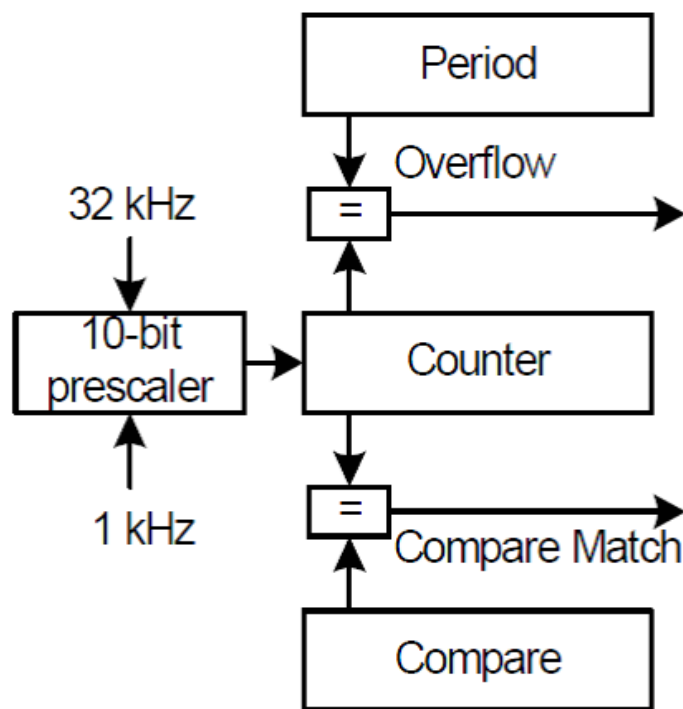 Period
Overflow
=
32 kHz
10-bit
prescaler
Counter
1 kHz
=
Compare Match
Compare